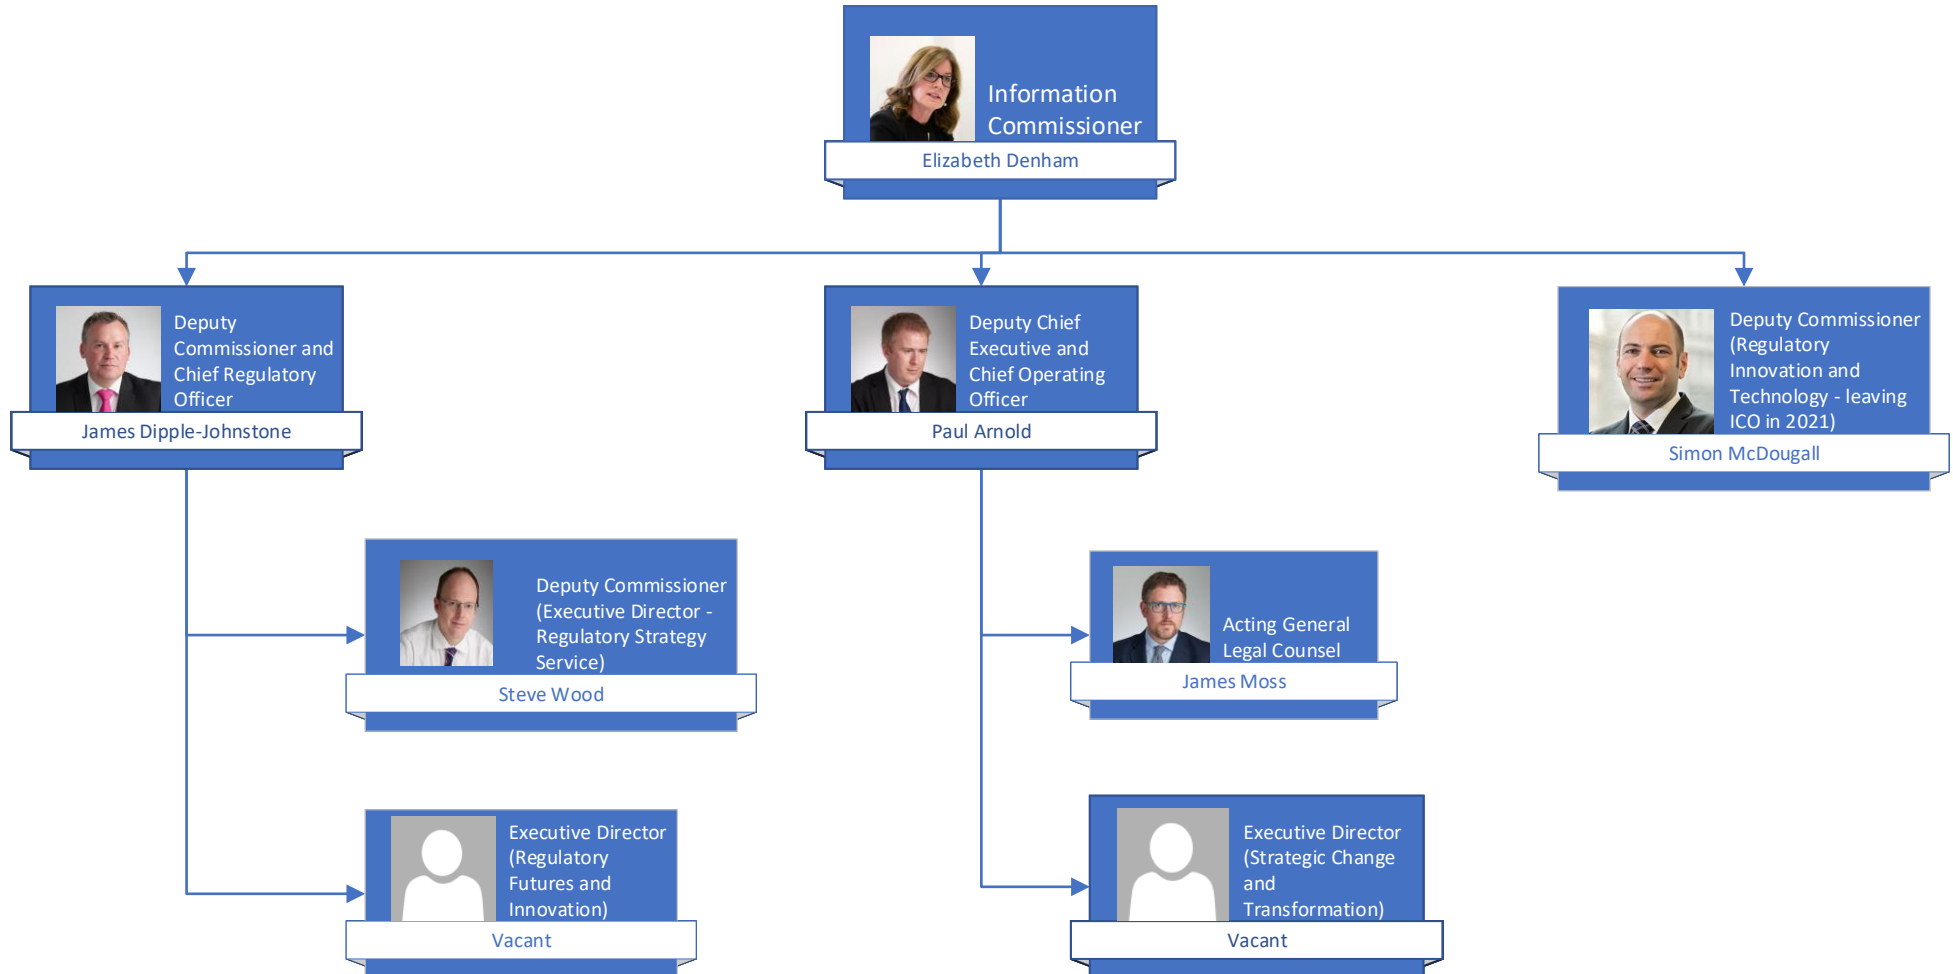 Information
Commissioner
Elizabeth Denham
Deputy
Commissioner and
Chief Regulatory
Officer
James Dipple-Johnstone
Deputy Chief
Executive and
Chief Operating
Officer
Paul Arnold
Deputy Commissioner
(Regulatory
Innovation and
Technology - leaving
ICO in 2021)
Simon McDougall
Deputy Commissioner
(Executive Director -
Regulatory Strategy
Service)
Steve Wood
Acting General
Legal Counsel
James Moss
Executive Director
(Regulatory
Futures and
Innovation)
Vacant
Executive Director
(Strategic Change
and
Transformation)
Vacant